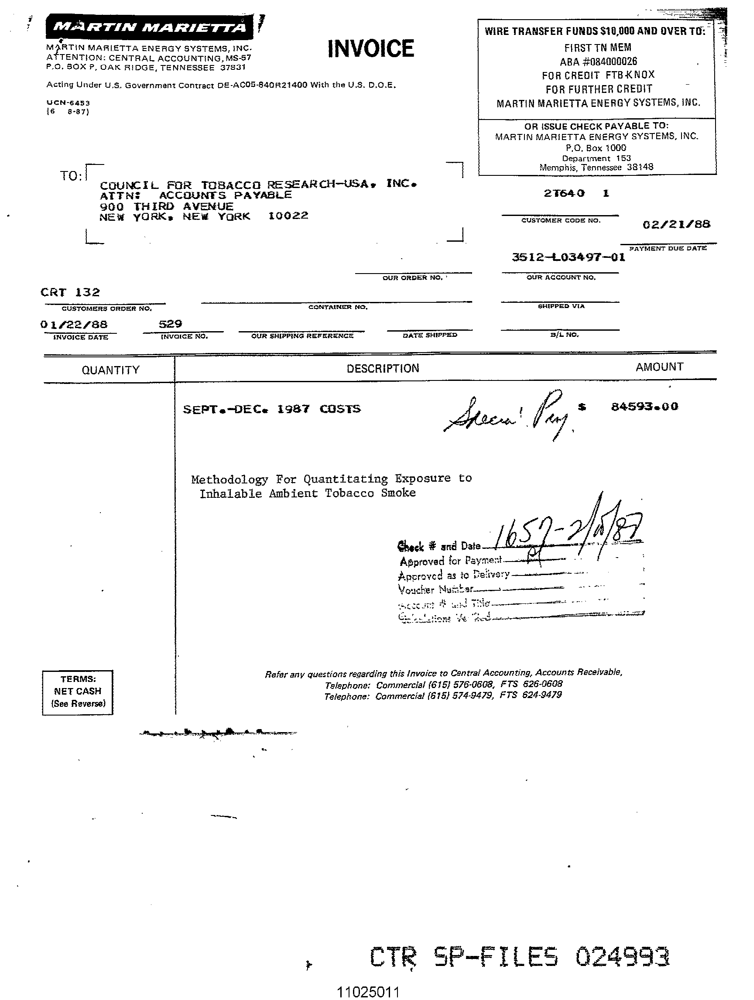 MARTIN MARIETTA
MARTIN MARIETTA ENERGY SYSTEMS, INC.
ATTENTION: CENTRAL ACCOUNTING, MS-57
P.O. BOX P, OAK RIDGE, TENNESSEE 37831
INVOICE
Acting Under U.S. Government Contract DE-AC05-84OR21400 With the U.S. D.O.E.
UCN-6453
(6 8-87)
WIRE TRANSFER FUNDS $10,000 AND OVER TO:
FIRST TN MEM
ABA #084000026
FOR CREDIT FTB-KNOX
FOR FURTHER CREDIT
MARTIN MARIETTA ENERGY SYSTEMS, INC.
OR ISSUE CHECK PAYABLE TO:
MARTIN MARIETTA ENERGY SYSTEMS, INC.
P.O. Box 1000
Department 153
Memphis, Tennessee 38148
TO:
COUNCIL FOR TOBACCO RESEARCH-USA, INC.
ATTN: ACCOUNTS PAYABLE
900 THIRD AVENUE
NEW YORK, NEW YORK 10022
2T640 1
CUSTOMER CODE NO.
02/21/88
PAYMENT DUE DATE
3512-L03497-01
OUR ORDER NO.
OUR ACCOUNT NO.
CRT 132
CUSTOMERS ORDER NO.
CONTAINER NO.
SHIPPED VIA
01/22/88 529
INVOICE DATE
INVOICE NO.
OUR SHIPPING REFERENCE
DATE SHIPPED
B/L NO.
QUANTITY DESCRIPTION AMOUNT
SEPT.-DEC. 1987 COSTS
$ 84593.00
Methodology For Quantitating Exposure to
Inhalable Ambient Tobacco Smoke
Check # and Date
Approved for Payment
Approved as to Delivery
Voucher Number
Account # and Title
TERMS:
NET CASH
(See Reverse)
Refer any questions regarding this Invoice to Central Accounting, Accounts Receivable,
Telephone: Commercial (615) 576-0608, FTS 626-0608
Telephone: Commercial (615) 574-9479, FTS 624-9479
CTR SP-FILES 024993
11025011